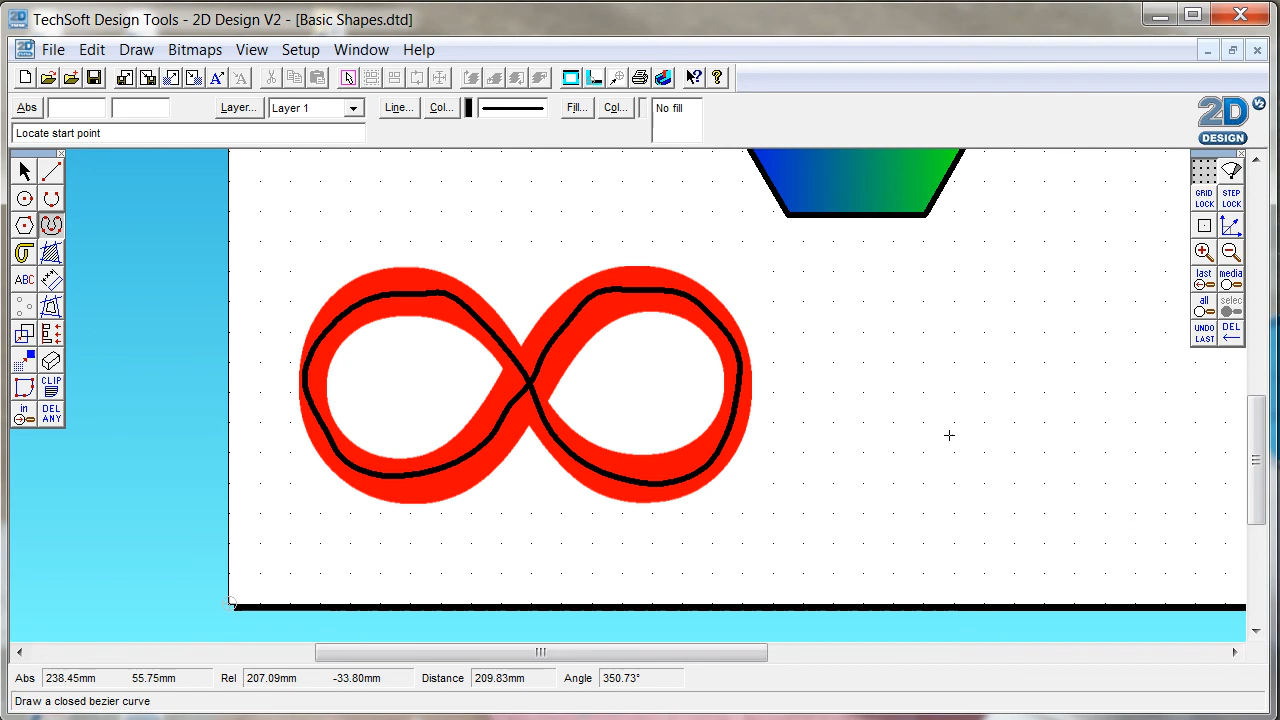 TechSoft Design Tools - 2D Design V2 - [Basic Shapes.dtd]
File Edit Draw Bitmaps View Setup Window Help
Abs Layer... Layer 1 Line... Col... Fill... Col... No fill
Locate start point
2D V2
DESIGN
GRID LOCK STEP LOCK
ABC
last media
all selec
UNDO LAST DEL
CLIP
in DEL ANY
Abs 238.45mm 55.75mm Rel 207.09mm -33.80mm Distance 209.83mm Angle 350.73°
Draw a closed bezier curve